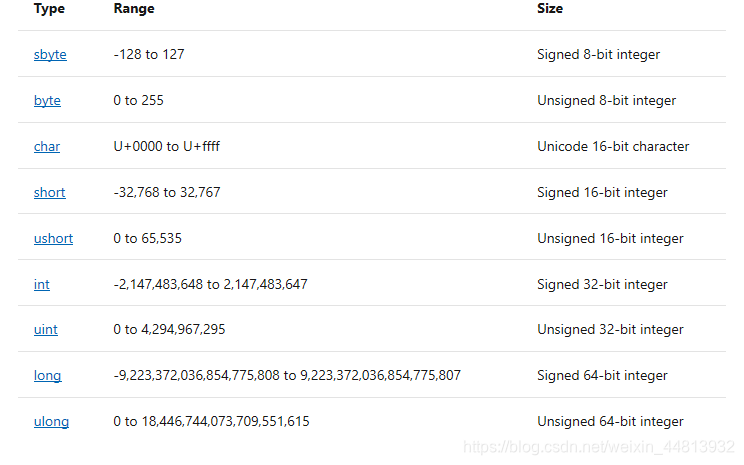 Type Range Size
sbyte -128 to 127 Signed 8-bit integer
byte 0 to 255 Unsigned 8-bit integer
char U+0000 to U+ffff Unicode 16-bit character
short -32,768 to 32,767 Signed 16-bit integer
ushort 0 to 65,535 Unsigned 16-bit integer
int -2,147,483,648 to 2,147,483,647 Signed 32-bit integer
uint 0 to 4,294,967,295 Unsigned 32-bit integer
long -9,223,372,036,854,775,808 to 9,223,372,036,854,775,807 Signed 64-bit integer
ulong 0 to 18,446,744,073,709,551,615 Unsigned 64-bit integer
https://blog.csdn.net/weixin_44813932